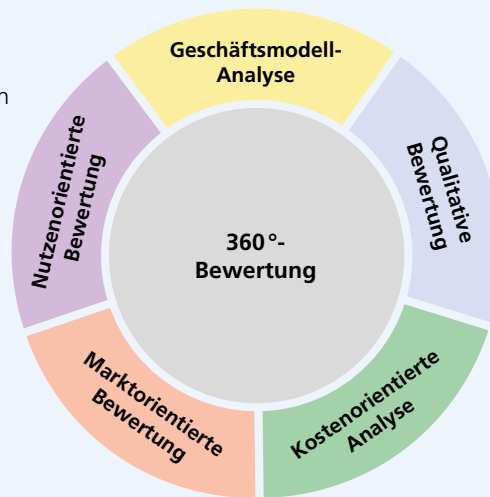 Geschäftsmodell-
Analyse
Qualitative
Bewertung
Kostenorientierte
Analyse
Marktorientierte
Bewertung
Nutzenorientierte
Bewertung
360°-
Bewertung